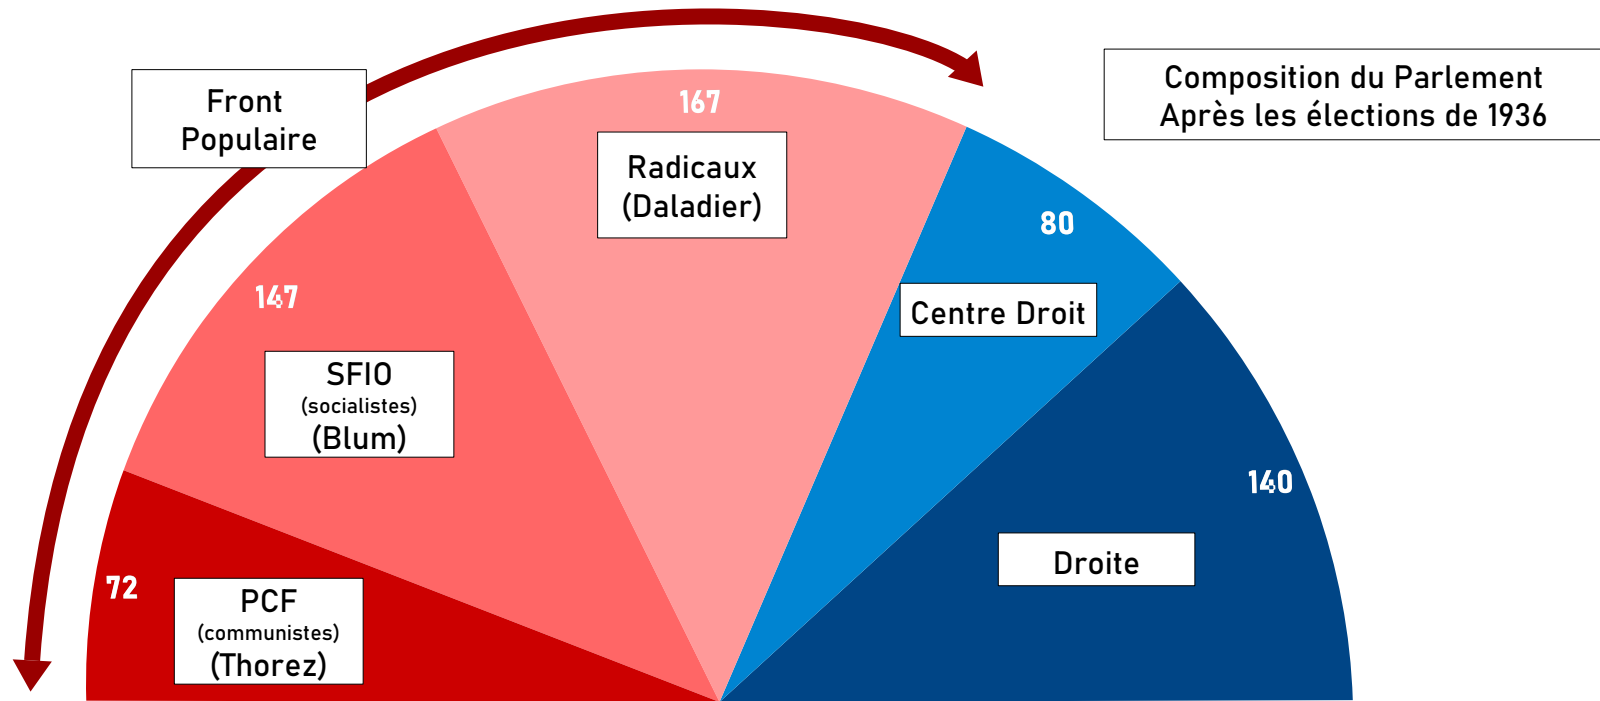 Composition du Parlement
Après les élections de 1936
Front
Populaire
167
Radicaux
(Daladier)
80
Centre Droit
147
SFIO
(socialistes)
(Blum)
140
Droite
72
PCF
(communistes)
(Thorez)